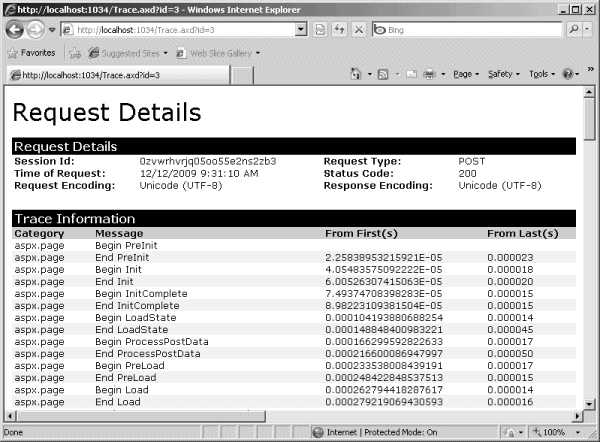 http://localhost:1034/Trace.axd?id=3 - Windows Internet Explorer
http://localhost:1034/Trace.axd?id=3 Bing
Favorites Suggested Sites Web Slice Gallery
http://localhost:1034/Trace.axd?id=3 Page Safety Tools
Request Details
Request Details
Session Id: 0zvwrhvrjq05oo55e2ns2zb3 Request Type: POST
Time of Request: 12/12/2009 9:31:10 AM Status Code: 200
Request Encoding: Unicode (UTF-8) Response Encoding: Unicode (UTF-8)
Trace Information
Category Message From First(s) From Last(s)
aspx.page Begin PreInit
aspx.page End PreInit 2.25838953215921E-05 0.000023
aspx.page Begin Init 4.05483575092222E-05 0.000018
aspx.page End Init 6.00526307415063E-05 0.000020
aspx.page Begin InitComplete 7.49374708398283E-05 0.000015
aspx.page End InitComplete 8.98223109381504E-05 0.000015
aspx.page Begin LoadState 0.000104193880688254 0.000014
aspx.page End LoadState 0.000148848400983221 0.000045
aspx.page Begin ProcessPostData 0.000166299592822633 0.000017
aspx.page End ProcessPostData 0.000216600086947997 0.000050
aspx.page Begin PreLoad 0.000233538008439191 0.000017
aspx.page End PreLoad 0.000248422848537513 0.000015
aspx.page Begin Load 0.000262794418287617 0.000014
aspx.page End Load 0.000279219069430593 0.000016
Done Internet | Protected Mode: On 100%